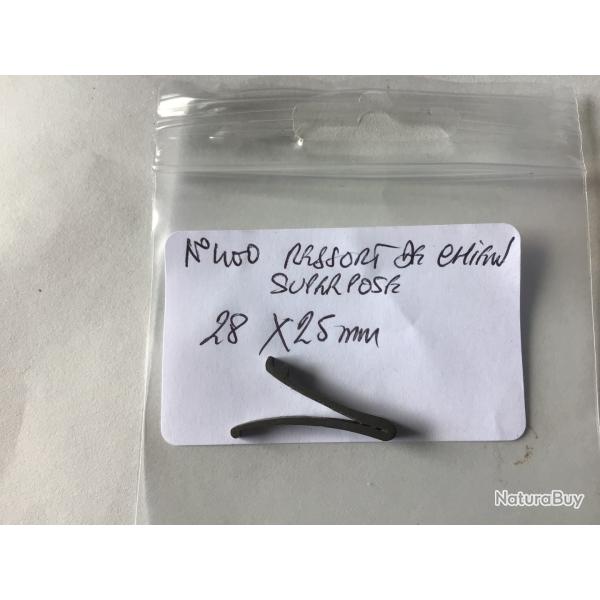 N°400 RESSORT DE CHIEN
SUPERPOSE
28 X 25 mm
NaturaBuy